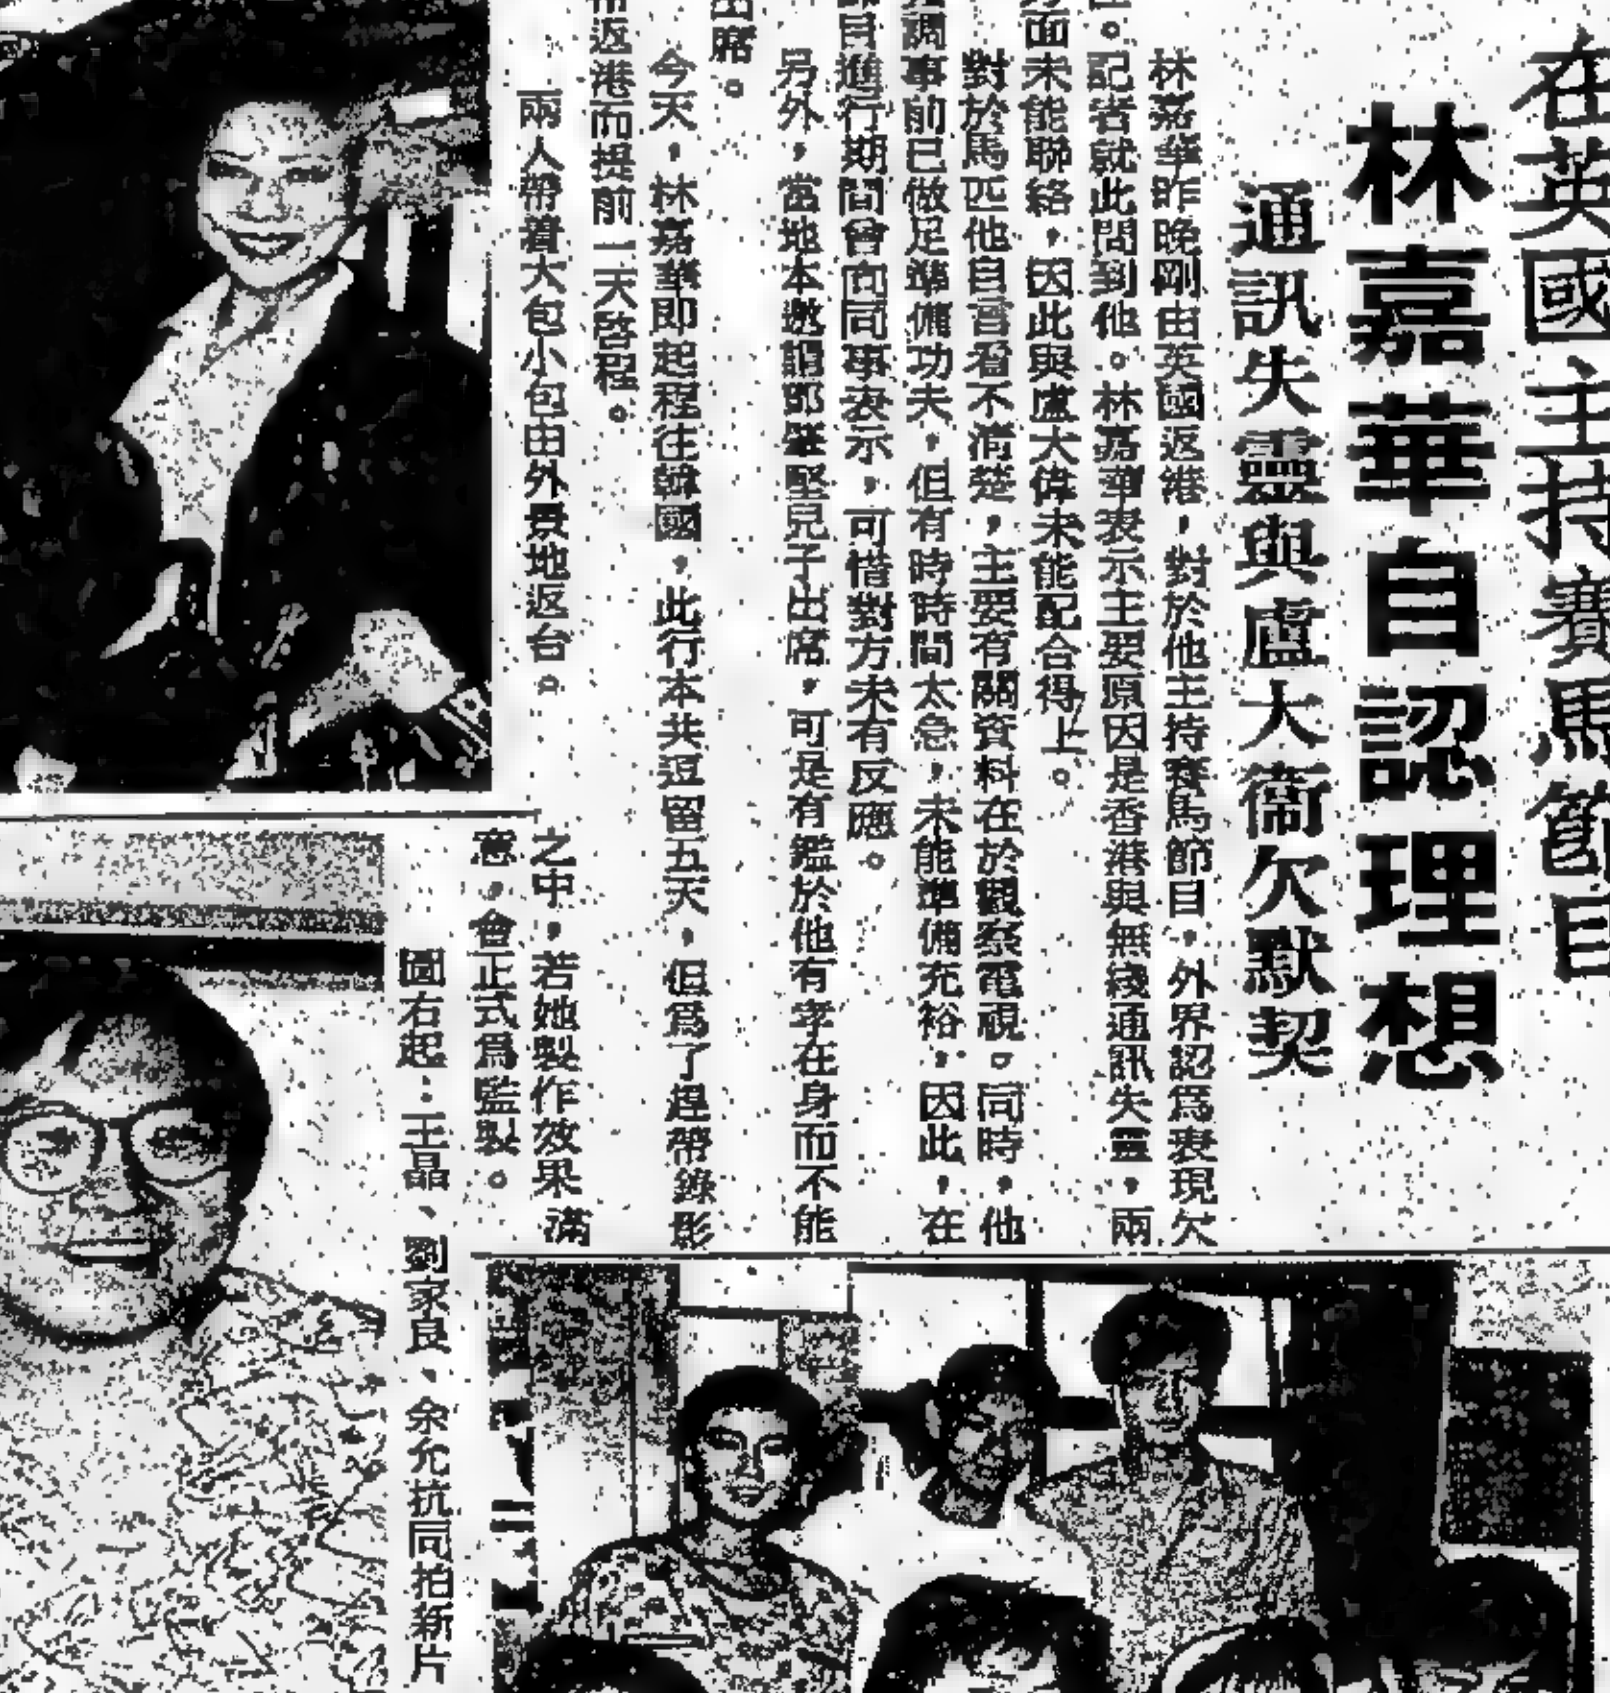 在英國主持賽馬節目
林嘉華自認理想
通訊失靈與盧大衞欠默契
林嘉華昨晚剛由英國返港，對於他主持賽馬節目，外界認爲表現欠
。記者就此問到他。林嘉華表示主要原因是香港與無綫通訊失靈，兩
面未能聯絡，因此與盧大偉未能配合得上。
對於馬匹他自言看不清楚，主要有關資料在於觀察電視。同時，他
調事前已做足準備功夫，但有時時間太急，未能準備充裕，因此，在
目進行期間會向同事表示，可惜對方未有反應。
另外，當地本邀請鄧肇堅兒子出席，可是有鑑於他有孝在身而不能
出席。
今天，林嘉華即起程往韓國，此行本共逗留五天，但爲了趕帶錄影
帶返港而提前一天啓程。
兩人帶着大包小包由外景地返台。
之中，若她製作效果滿
意，會正式爲監製。
圖右起：王晶、劉家良、余允抗同拍新片